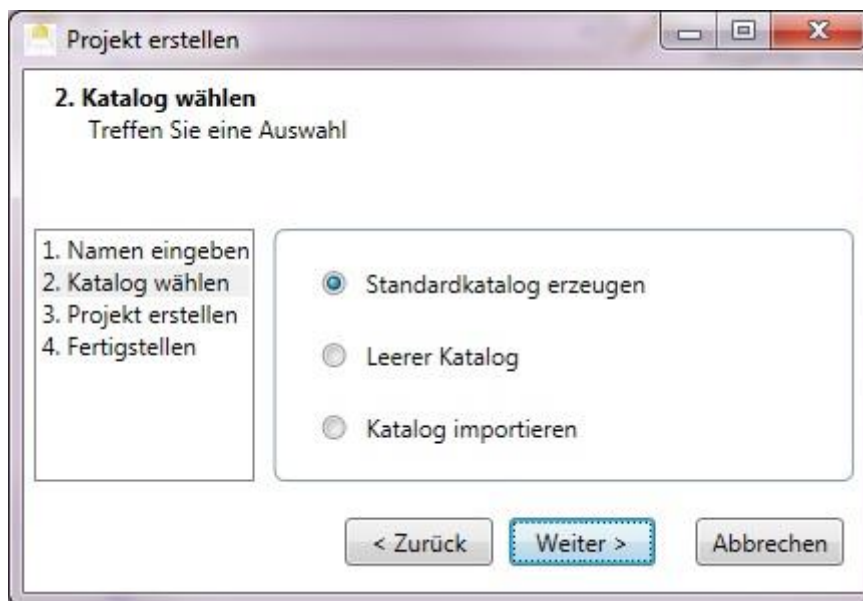 Projekt erstellen
2. Katalog wählen
Treffen Sie eine Auswahl
1. Namen eingeben
2. Katalog wählen
3. Projekt erstellen
4. Fertigstellen
Standardkatalog erzeugen
Leerer Katalog
Katalog importieren
< Zurück
Weiter >
Abbrechen